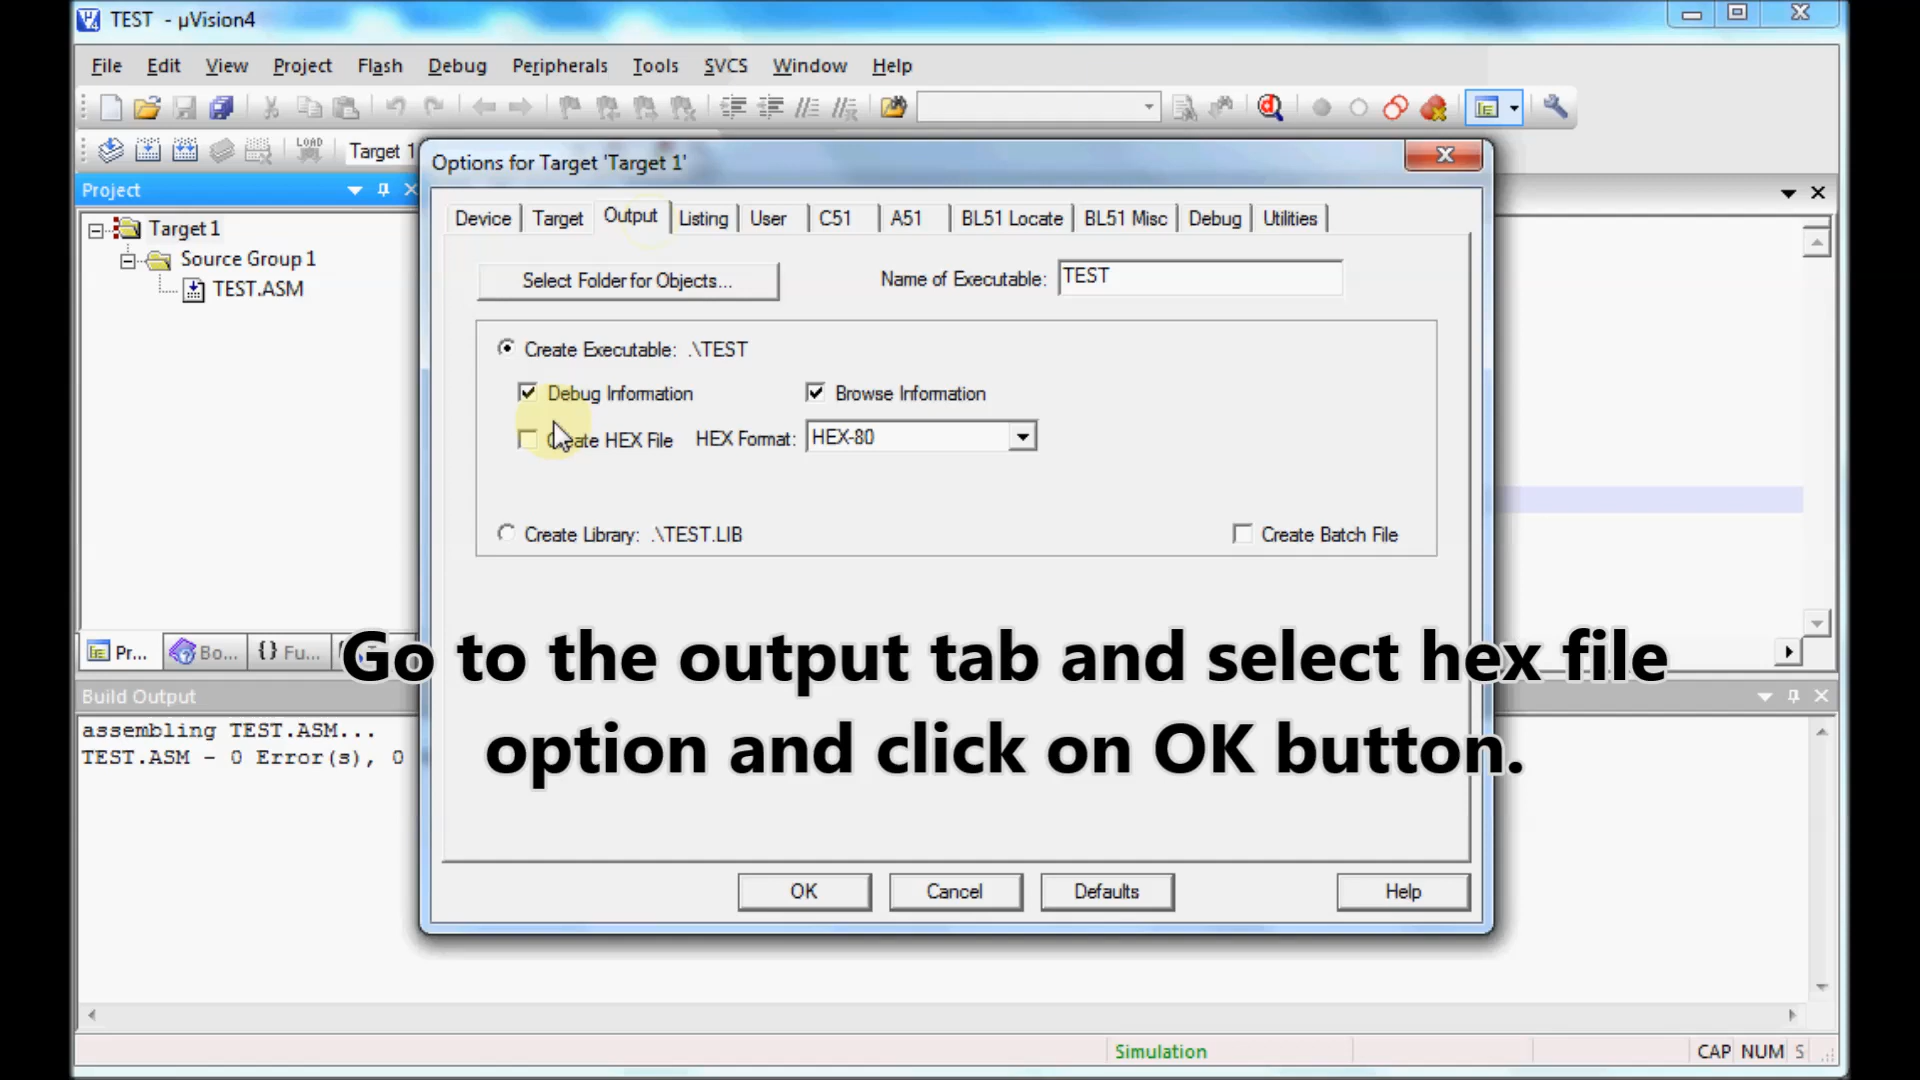 TEST - µVision4
File Edit View Project Flash Debug Peripherals Tools SVCS Window Help
LOAD Target 1
Project
Target 1
Source Group 1
TEST.ASM
Pr... Bo... {} Fu...
Options for Target 'Target 1'
Device Target Output Listing User C51 A51 BL51 Locate BL51 Misc Debug Utilities
Select Folder for Objects... Name of Executable: TEST
Create Executable: .\TEST
Debug Information Browse Information
Create HEX File HEX Format: HEX-80
Create Library: .\TEST.LIB Create Batch File
Go to the output tab and select hex file
option and click on OK button.
OK Cancel Defaults Help
Build Output
assembling TEST.ASM...
TEST.ASM - 0 Error(s), 0
Simulation CAP NUM S